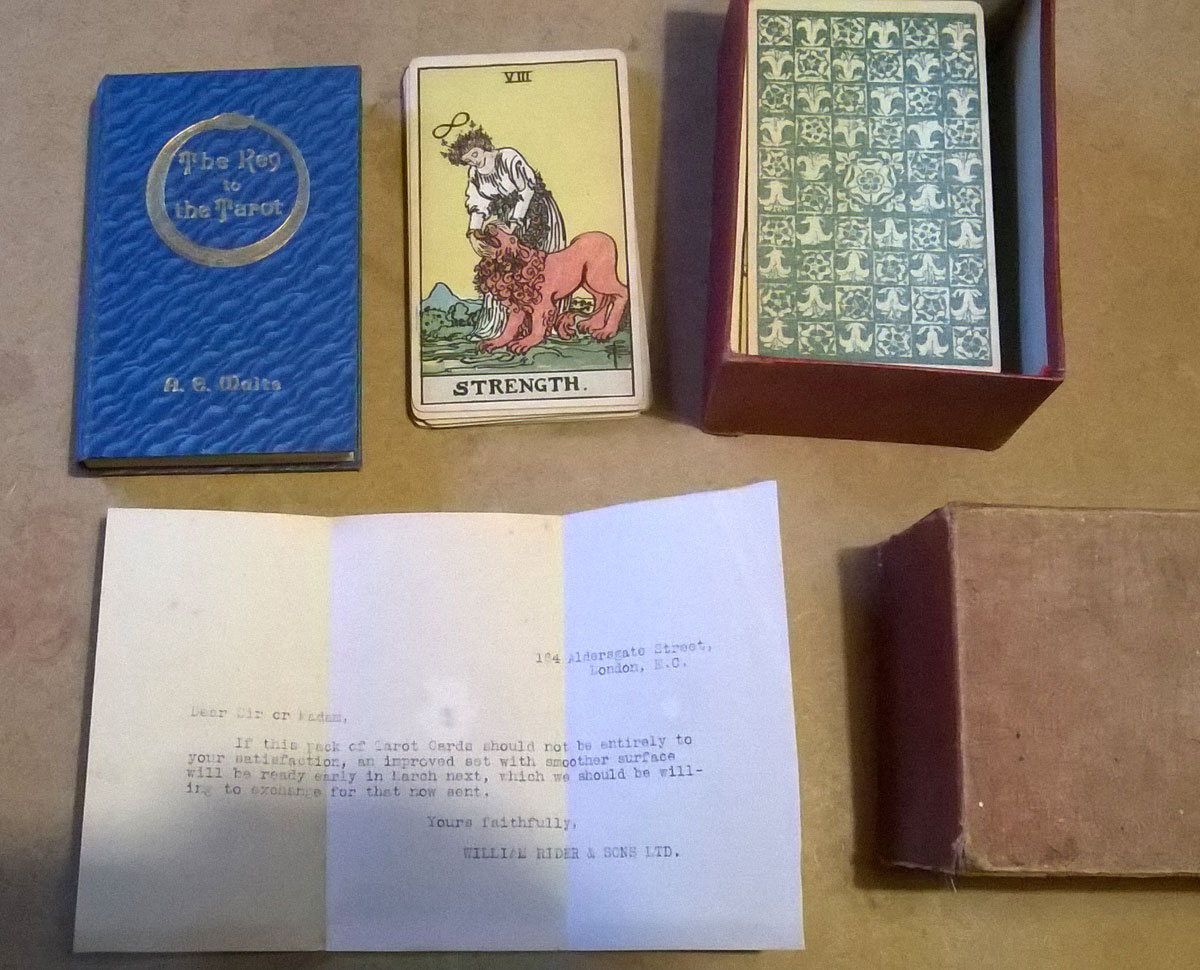 The Key
to
the Tarot
A. E. Waite
VIII
STRENGTH.
184 Aldersgate Street,
London, E.C.
Dear Sir or Madam,
If this pack of Tarot Cards should not be entirely to
your satisfaction, an improved set with smoother surface
will be ready early in March next, which we should be will-
ing to exchange for that now sent.
Yours faithfully,
WILLIAM RIDER & SONS LTD.